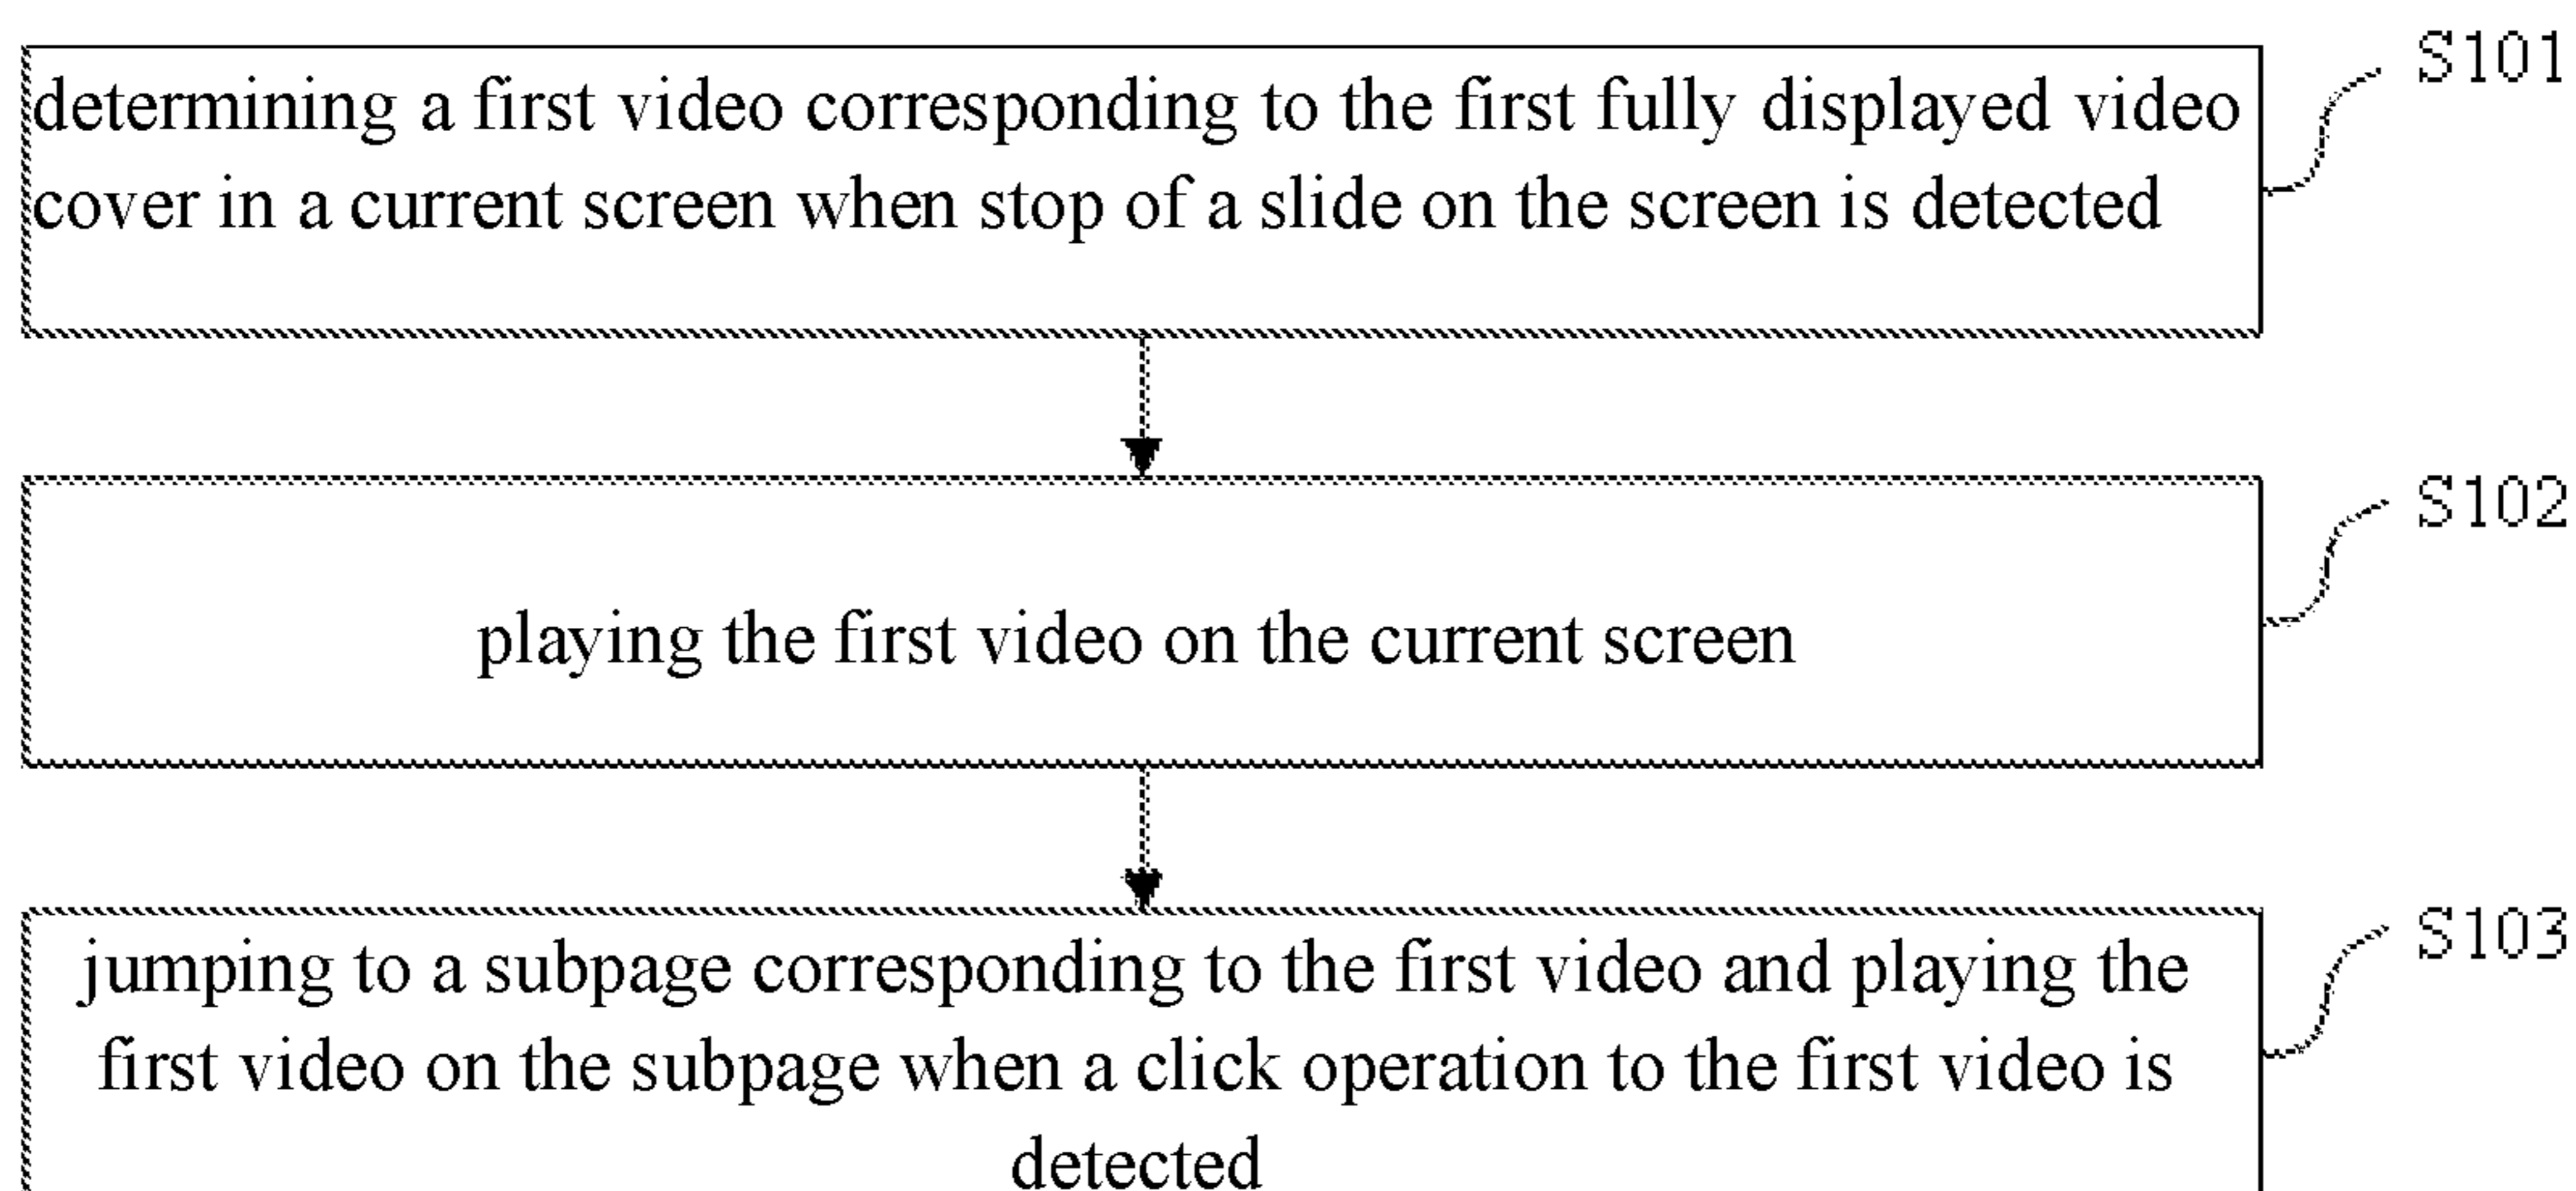 S101
determining a first video corresponding to the first fully displayed video
cover in a current screen when stop of a slide on the screen is detected
S102
playing the first video on the current screen
S103
jumping to a subpage corresponding to the first video and playing the
first video on the subpage when a click operation to the first video is
detected